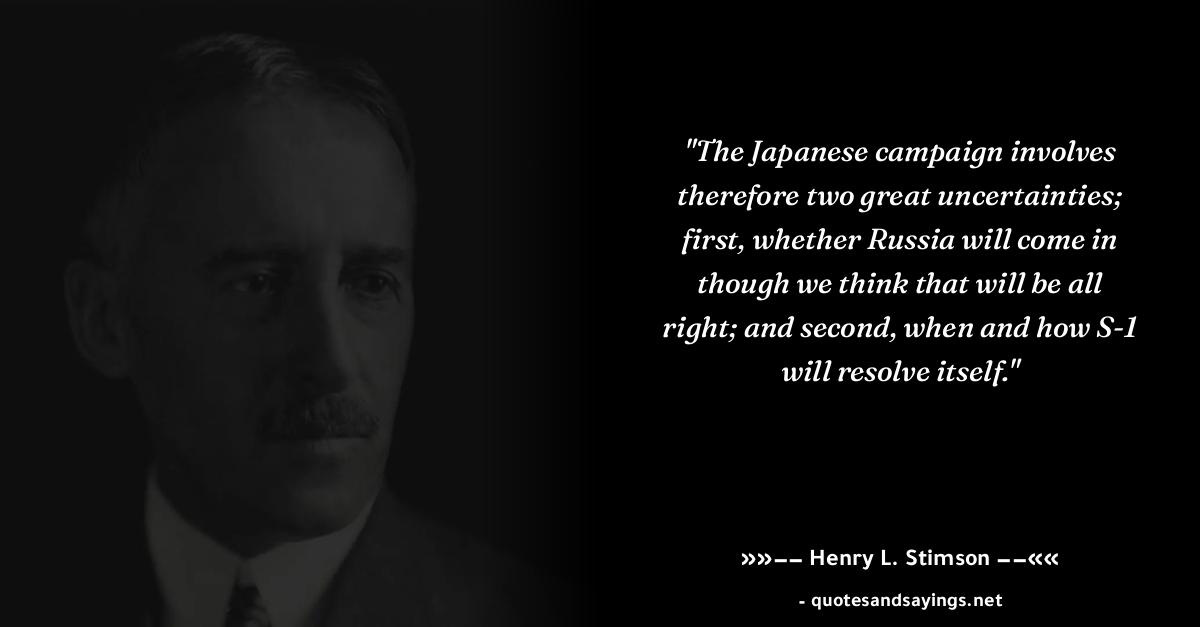 "The Japanese campaign involves
therefore two great uncertainties;
first, whether Russia will come in
though we think that will be all
right; and second, when and how S-1
will resolve itself."
»»−− Henry L. Stimson −−««
- quotesandsayings.net